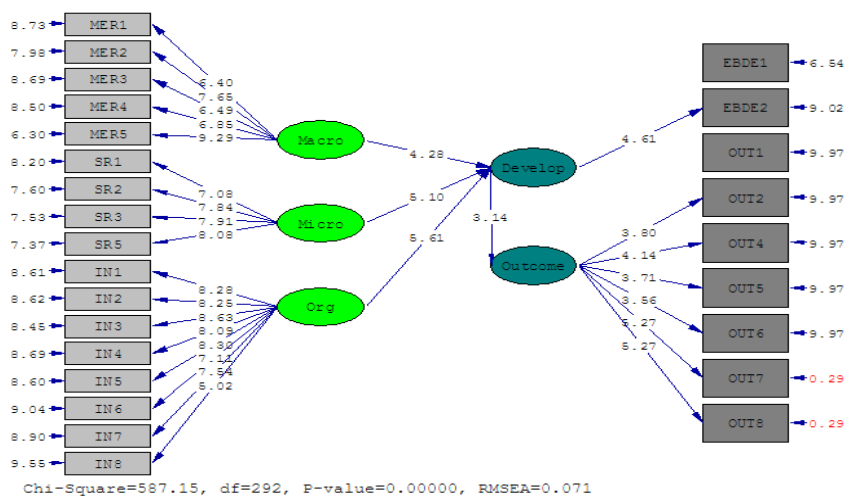 8.73 MER1
7.98 MER2
8.69 MER3
8.50 MER4
6.30 MER5
8.20 SR1
7.60 SR2
7.53 SR3
7.37 SR5
8.61 IN1
8.62 IN2
8.45 IN3
8.69 IN4
8.60 IN5
9.04 IN6
8.90 IN7
9.55 IN8
6.40
7.65
6.49
6.85
9.29
7.08
7.84
7.91
8.08
8.28
8.25
8.63
8.09
8.30
7.11
7.54
5.02
Macro
Micro
Org
4.28
5.10
5.61
Develop
3.14
Outcome
4.61
3.80
4.14
3.71
3.56
5.27
5.27
EBDE1 6.54
EBDE2 9.02
OUT1 9.97
OUT2 9.97
OUT4 9.97
OUT5 9.97
OUT6 9.97
OUT7 0.29
OUT8 0.29
Chi-Square=587.15, df=292, P-value=0.00000, RMSEA=0.071